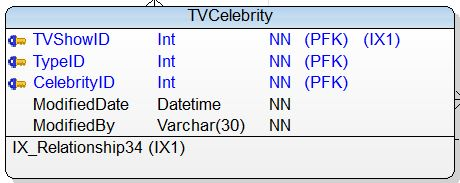 TVCelebrity
TVShowID Int NN (PFK) (IX1)
TypeID Int NN (PFK)
CelebrityID Int NN (PFK)
ModifiedDate Datetime NN
ModifiedBy Varchar(30) NN
IX_Relationship34 (IX1)